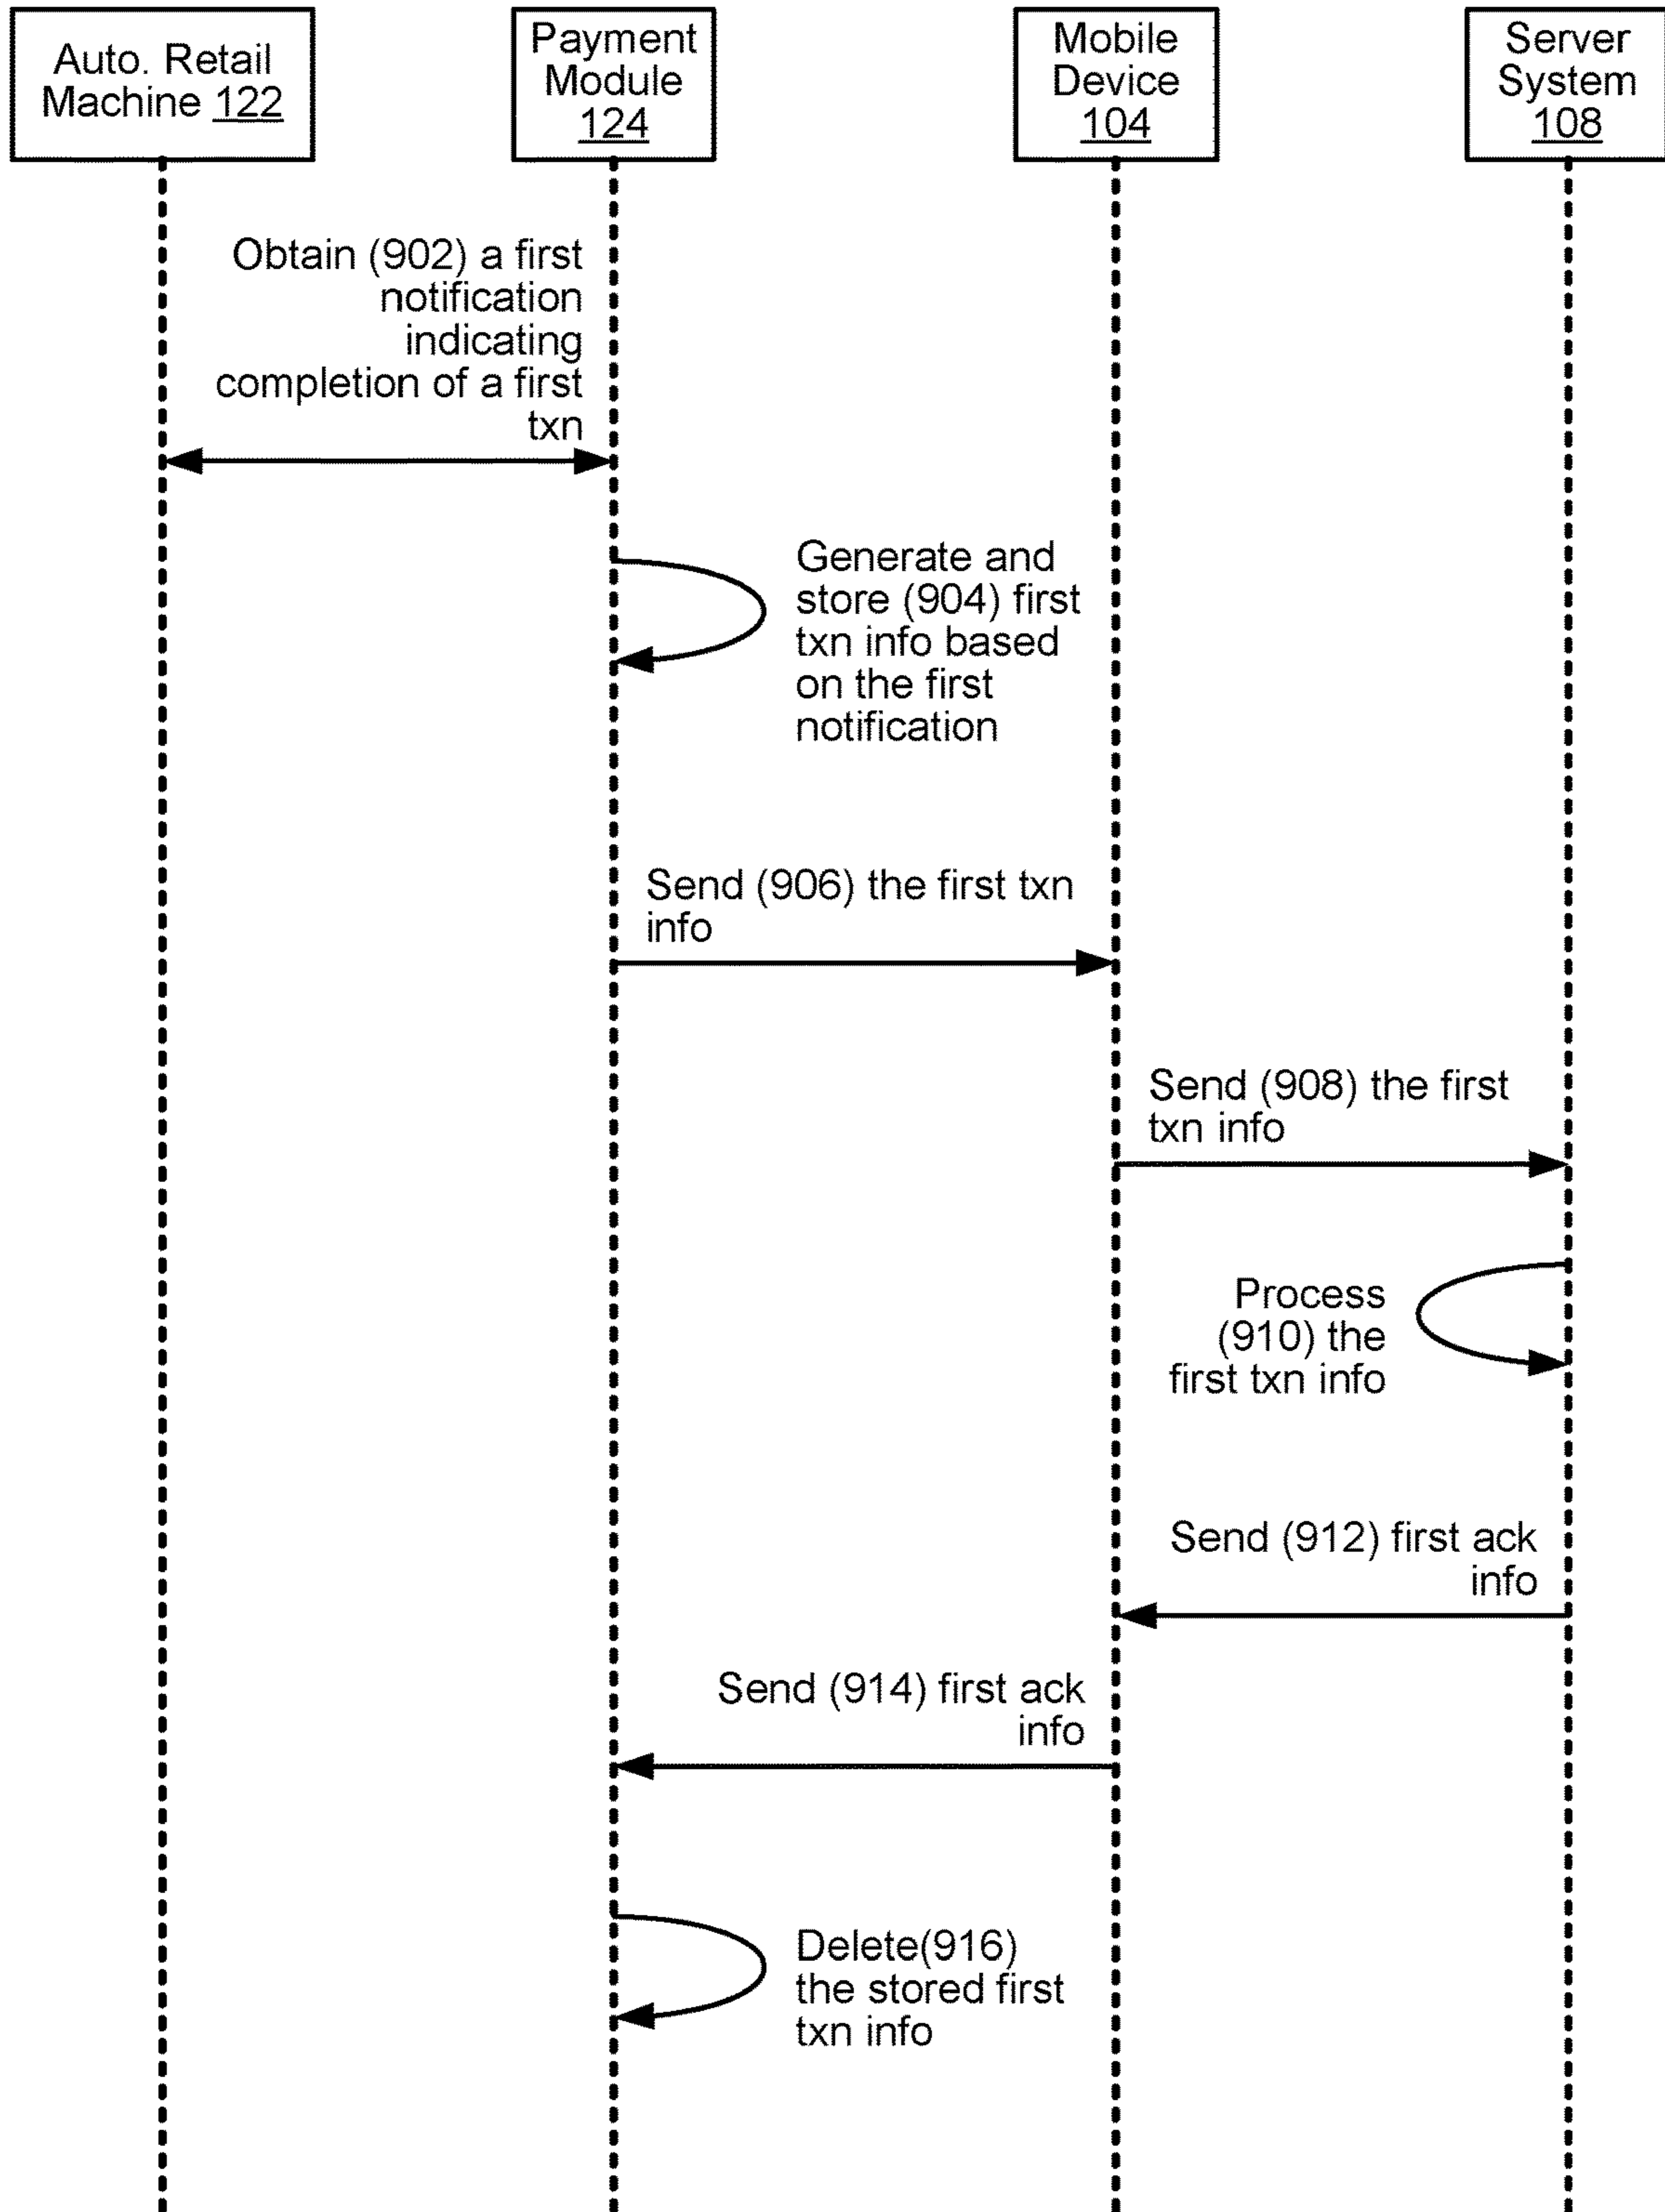 Auto. Retail
Machine 122
Payment
Module
124
Mobile
Device
104
Server
System
108
Obtain (902) a first
notification
indicating
completion of a first
txn
Generate and
store (904) first
txn info based
on the first
notification
Send (906) the first txn
info
Send (908) the first
txn info
Process
(910) the
first txn info
Send (912) first ack
info
Send (914) first ack
info
Delete(916)
the stored first
txn info